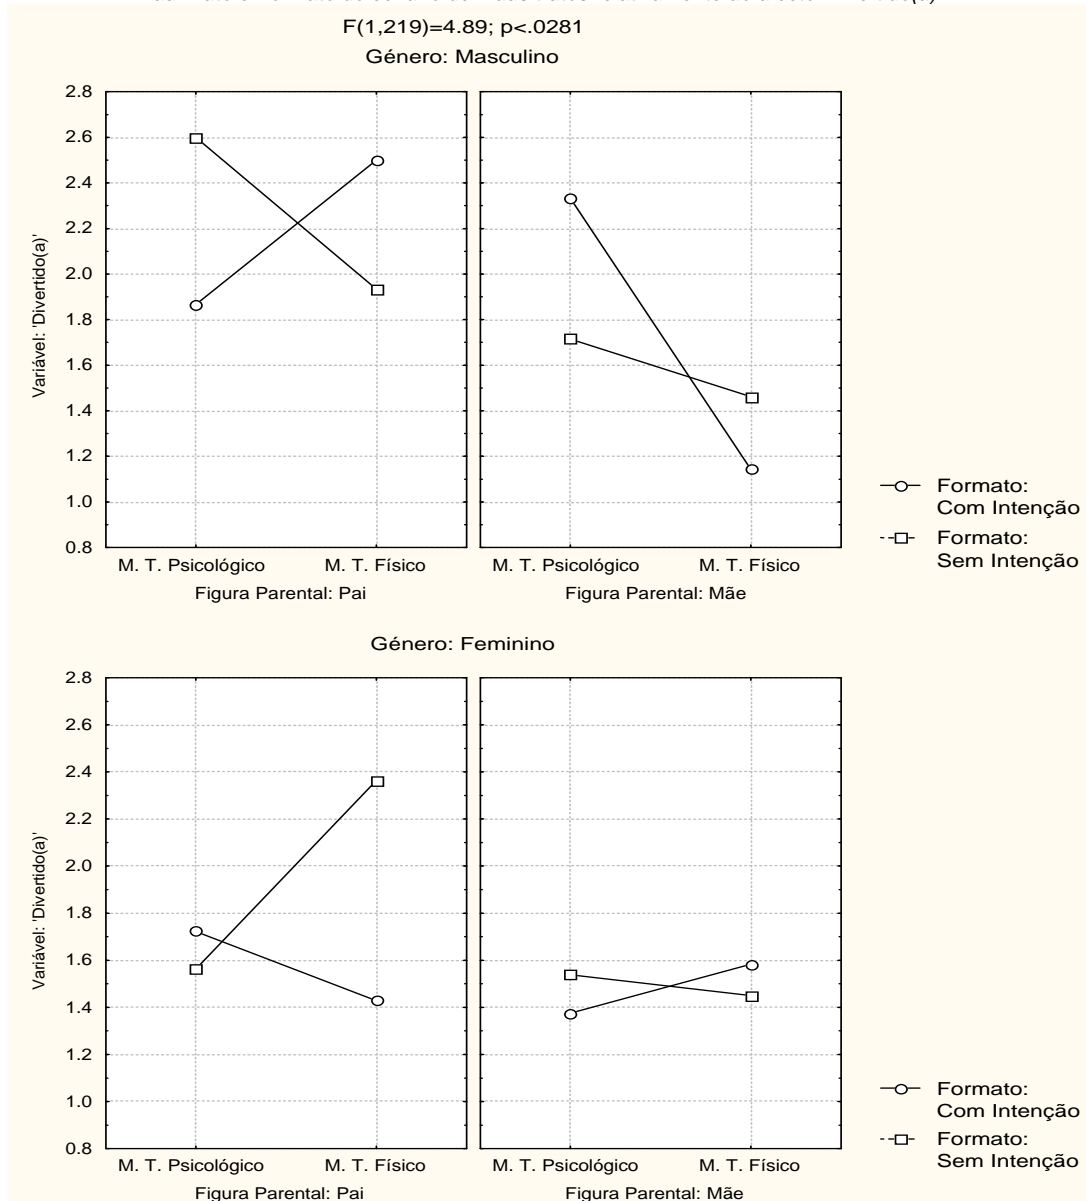 F(1,219)=4.89; p<.0281
Género: Masculino
Variável: 'Divertido(a)'
2.8
2.6
2.4
2.2
2.0
1.8
1.6
1.4
1.2
1.0
0.8
M. T. Psicológico M. T. Físico M. T. Psicológico M. T. Físico
Figura Parental: Pai Figura Parental: Mãe
Formato:
Com Intenção
Formato:
Sem Intenção
Género: Feminino
Variável: 'Divertido(a)'
2.8
2.6
2.4
2.2
2.0
1.8
1.6
1.4
1.2
1.0
0.8
M. T. Psicológico M. T. Físico M. T. Psicológico M. T. Físico
Figura Parental: Pai Figura Parental: Mãe
Formato:
Com Intenção
Formato:
Sem Intenção